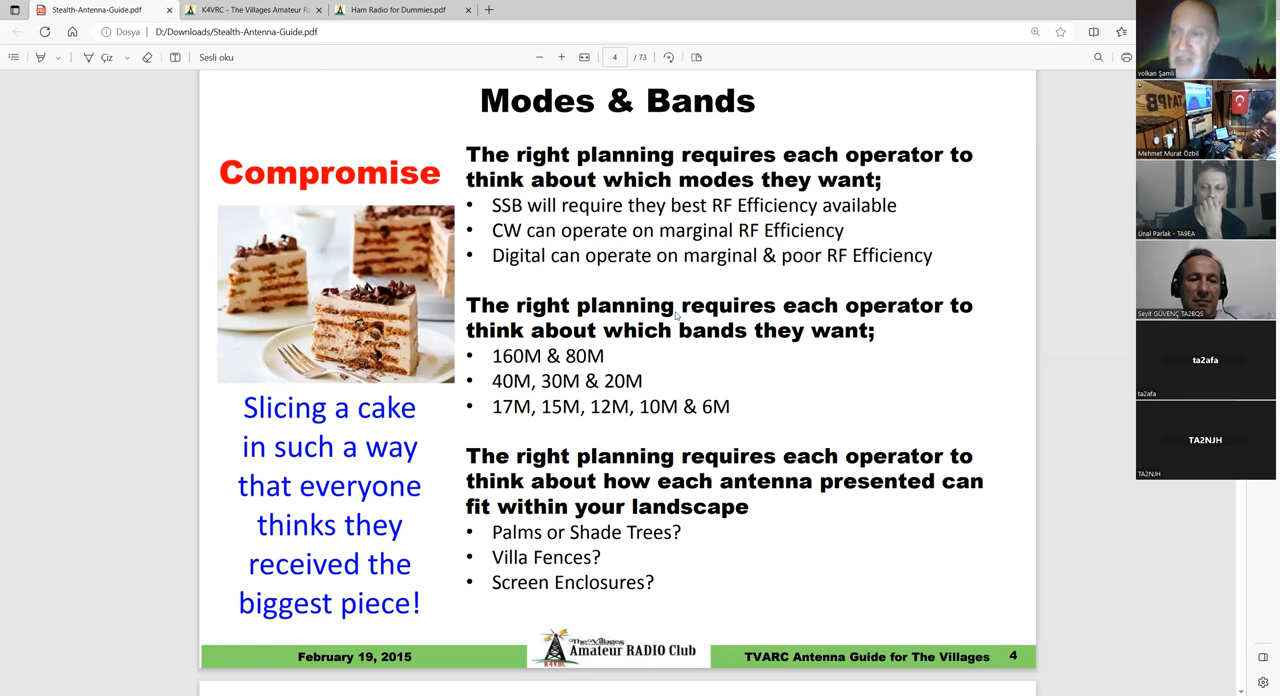 Stealth-Antenna-Guide.pdf
K4VRC - The Villages Amateur R
Ham Radio for Dummies.pdf
Dosya
D:/Downloads/Stealth-Antenna-Guide.pdf
Çiz
Sesli oku
4 / 73
Modes & Bands
Compromise
Slicing a cake
in such a way
that everyone
thinks they
received the
biggest piece!
The right planning requires each operator to
think about which modes they want;
• SSB will require they best RF Efficiency available
• CW can operate on marginal RF Efficiency
• Digital can operate on marginal & poor RF Efficiency
The right planning requires each operator to
think about which bands they want;
• 160M & 80M
• 40M, 30M & 20M
• 17M, 15M, 12M, 10M & 6M
The right planning requires each operator to
think about how each antenna presented can
fit within your landscape
• Palms or Shade Trees?
• Villa Fences?
• Screen Enclosures?
February 19, 2015
The Villages
Amateur RADIO Club
K4VRC
TVARC Antenna Guide for The Villages 4
volkan Şamlı
TA1PB
Mehmet Murat Özbil
Ünal Parlak - TA9EA
Seyit GÜVENÇ TA2BQS
ta2afa
ta2afa
TA2NJH
TA2NJH